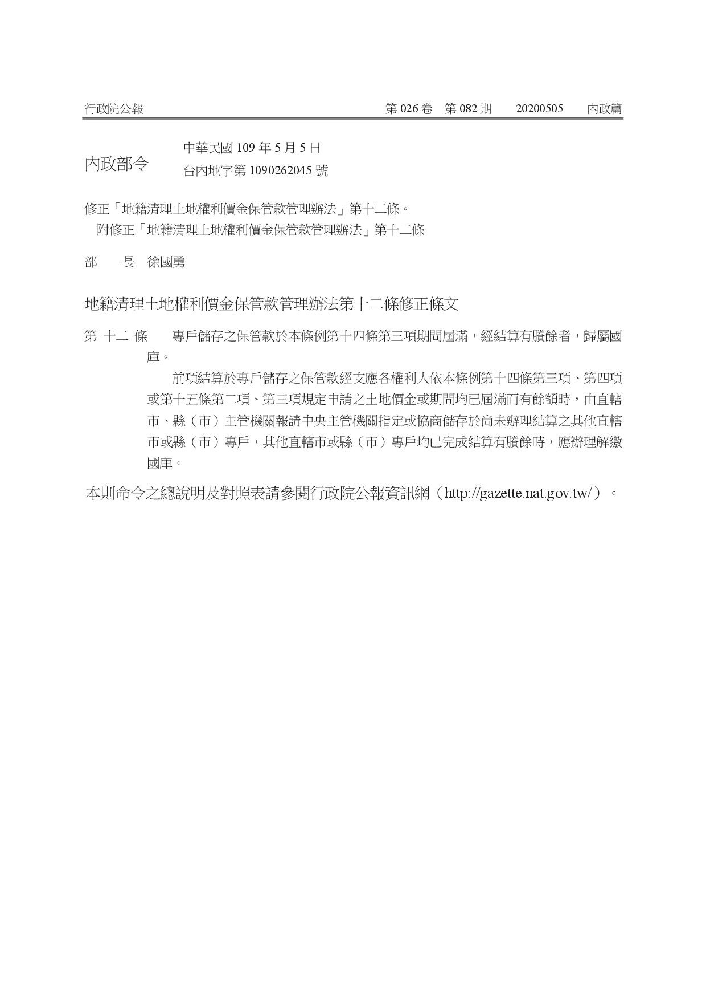 行政院公報　　第 026 卷　第 082 期　　20200505　　內政篇
內政部令
中華民國 109 年 5 月 5 日
台內地字第 1090262045 號
修正「地籍清理土地權利價金保管款管理辦法」第十二條。
附修正「地籍清理土地權利價金保管款管理辦法」第十二條
部　　長　徐國勇
地籍清理土地權利價金保管款管理辦法第十二條修正條文
第 十二 條　　專戶儲存之保管款於本條例第十四條第三項期間屆滿，經結算有賸餘者，歸屬國
庫。
前項結算於專戶儲存之保管款經支應各權利人依本條例第十四條第三項、第四項
或第十五條第二項、第三項規定申請之土地價金或期間均已屆滿而有餘額時，由直轄
市、縣（市）主管機關報請中央主管機關指定或協商儲存於尚未辦理結算之其他直轄
市或縣（市）專戶，其他直轄市或縣（市）專戶均已完成結算有賸餘時，應辦理解繳
國庫。
本則命令之總說明及對照表請參閱行政院公報資訊網（http://gazette.nat.gov.tw/）。